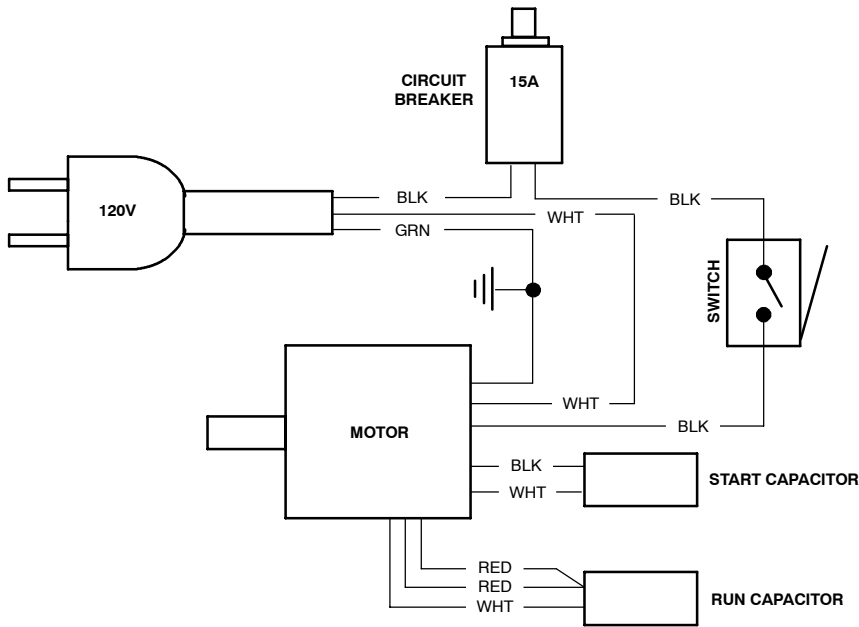 CIRCUIT
BREAKER
15A
120V
BLK
BLK
WHT
GRN
SWITCH
MOTOR
WHT
BLK
BLK
WHT
START CAPACITOR
RED
RED
WHT
RUN CAPACITOR